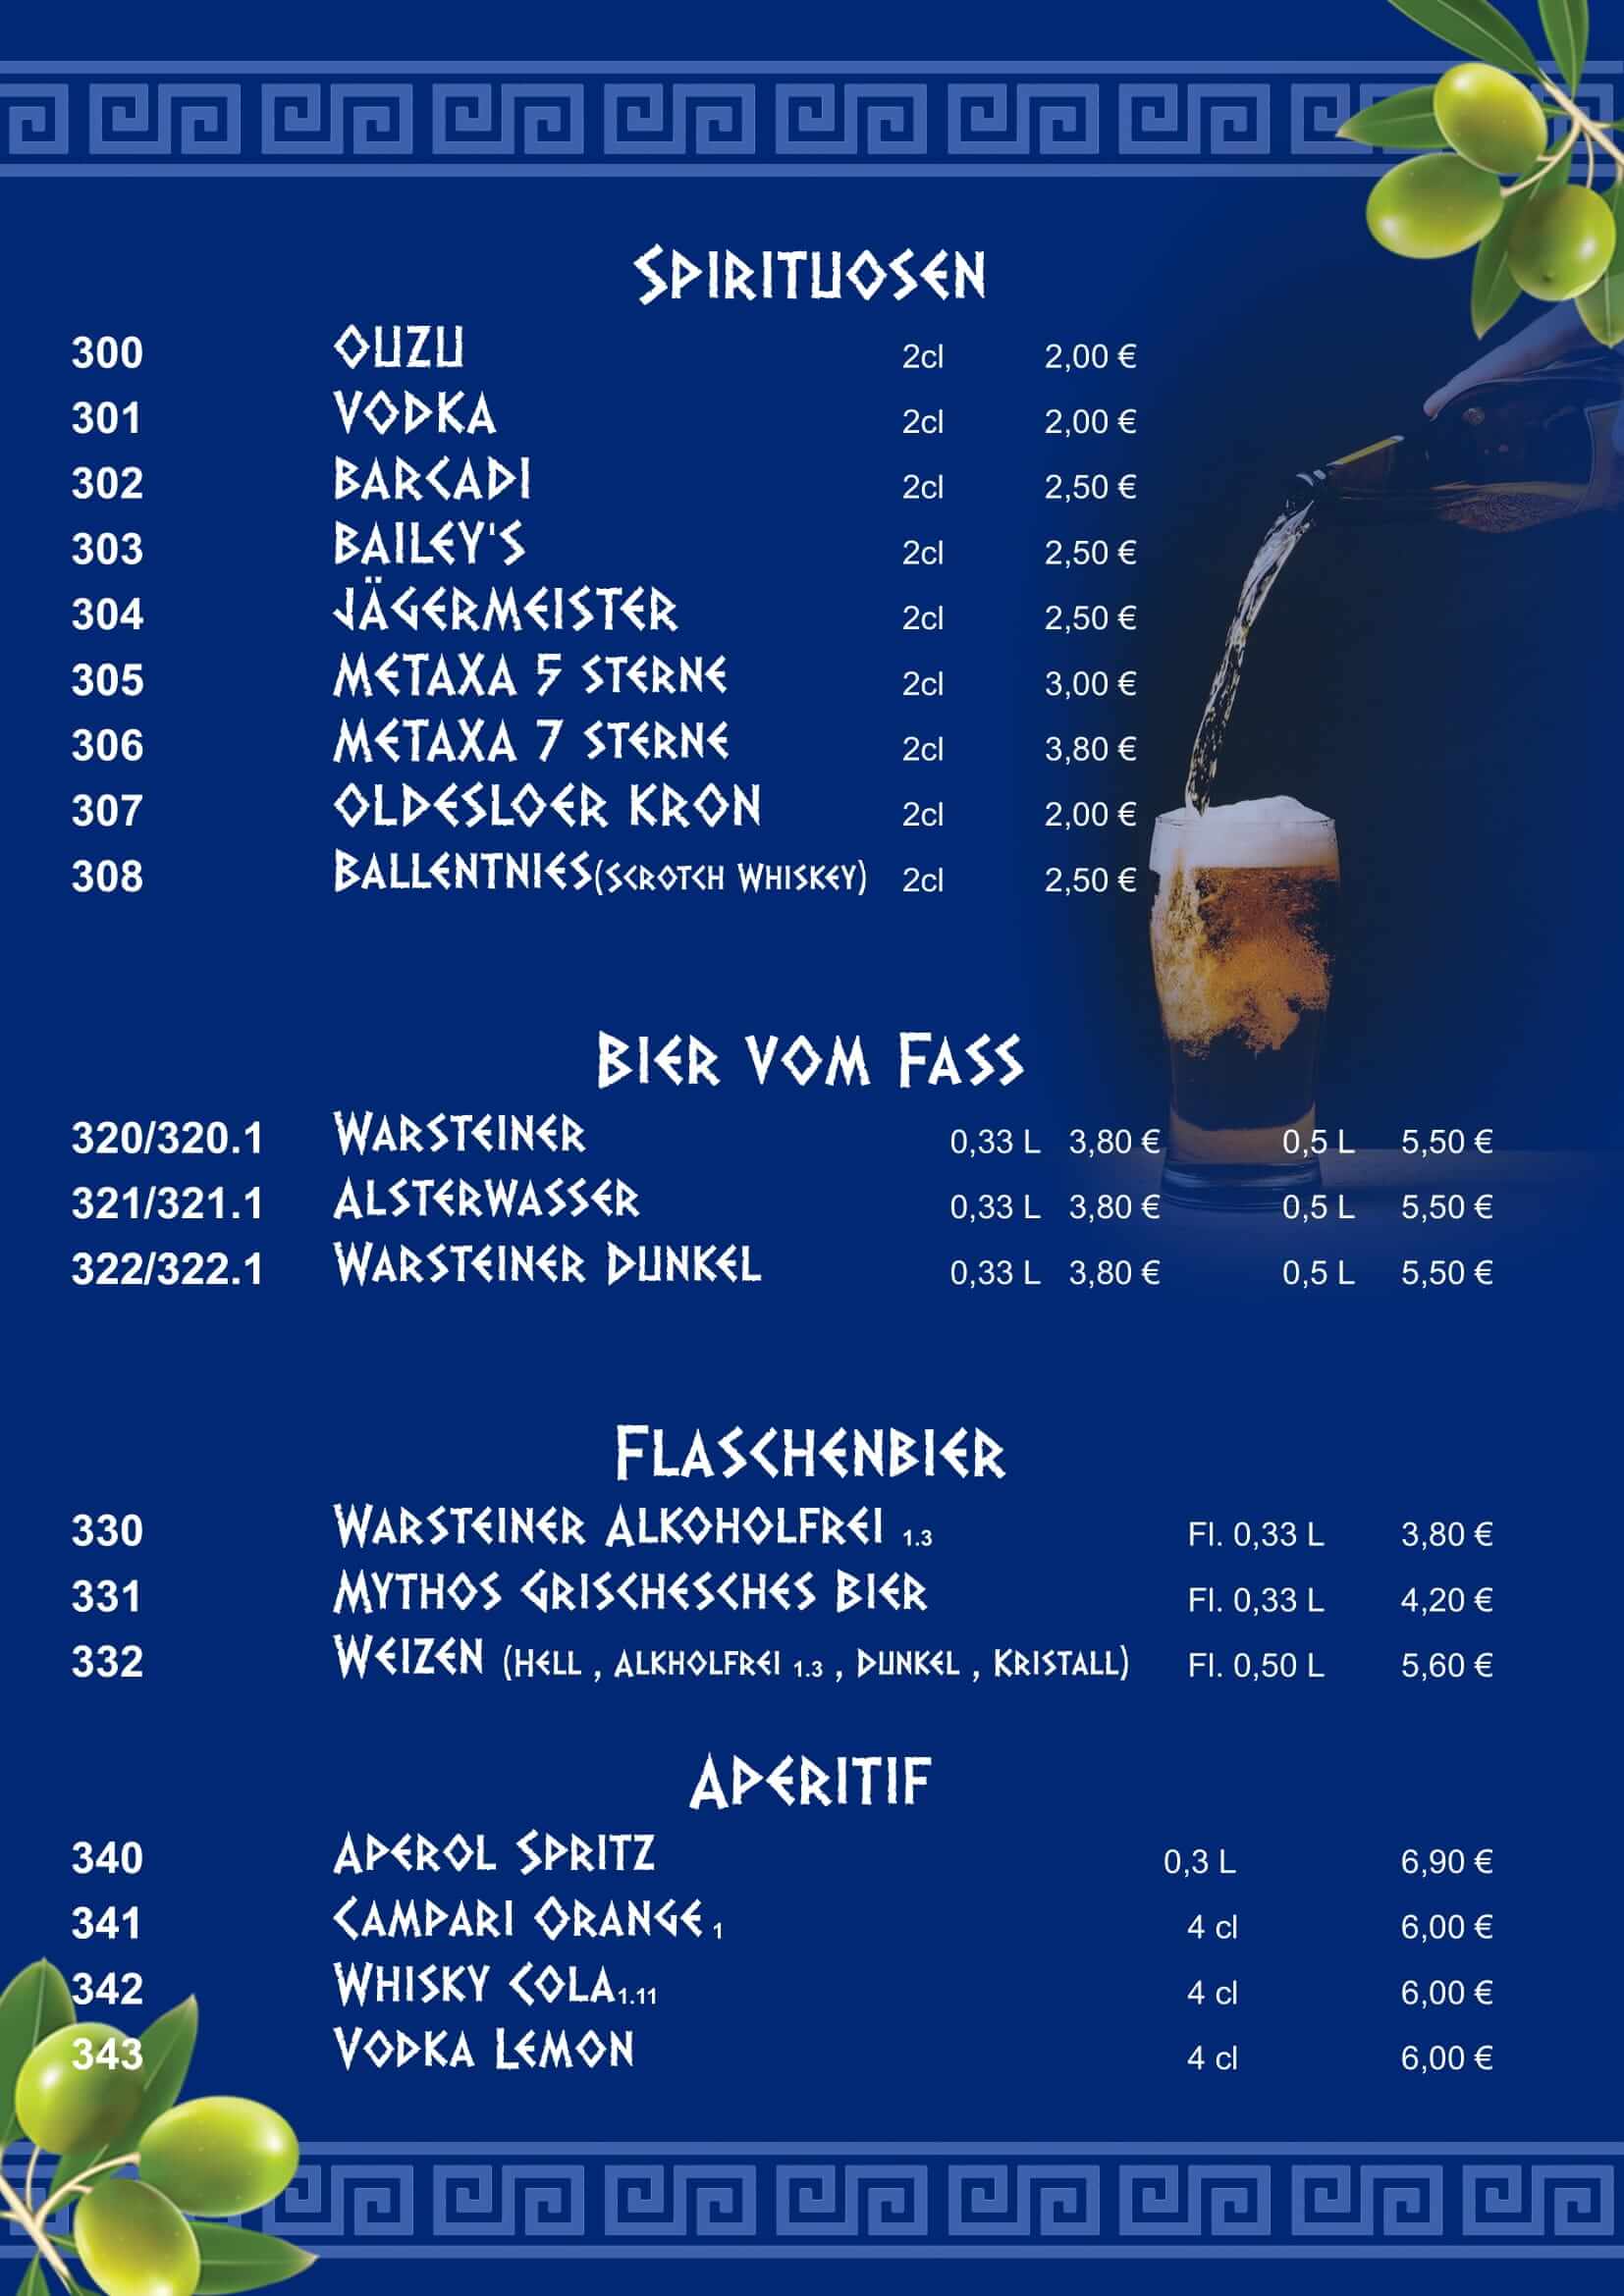 Spirituosen
300 Ouzu 2cl 2,00 €
301 Vodka 2cl 2,00 €
302 Barcadi 2cl 2,50 €
303 Bailey's 2cl 2,50 €
304 Jägermeister 2cl 2,50 €
305 Metaxa 5 Sterne 2cl 3,00 €
306 Metaxa 7 Sterne 2cl 3,80 €
307 Oldesloer Kron 2cl 2,00 €
308 Ballentnies(Scrotch Whiskey) 2cl 2,50 €
Bier vom Fass
320/320.1 Warsteiner 0,33 L 3,80 € 0,5 L 5,50 €
321/321.1 Alsterwasser 0,33 L 3,80 € 0,5 L 5,50 €
322/322.1 Warsteiner Dunkel 0,33 L 3,80 € 0,5 L 5,50 €
Flaschenbier
330 Warsteiner Alkoholfrei 1.3 Fl. 0,33 L 3,80 €
331 Mythos Grischesches Bier Fl. 0,33 L 4,20 €
332 Weizen (Hell , Alkholfrei 1.3 , Dunkel , Kristall) Fl. 0,50 L 5,60 €
Aperitif
340 Aperol Spritz 0,3 L 6,90 €
341 Campari Orange 1 4 cl 6,00 €
342 Whisky Cola 1.11 4 cl 6,00 €
343 Vodka Lemon 4 cl 6,00 €